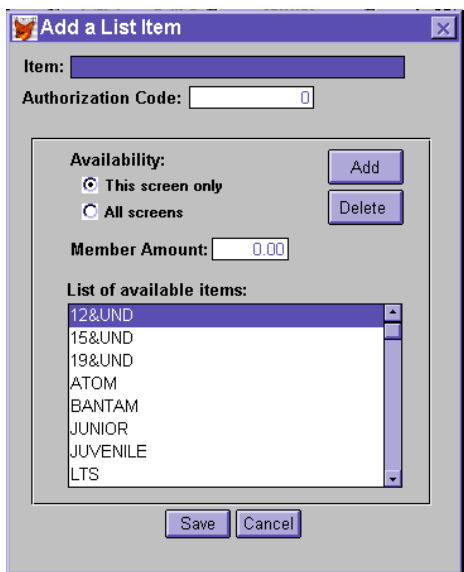 Add a List Item
Item:
Authorization Code: 0
Availability:
This screen only
All screens
Add
Delete
Member Amount: 0.00
List of available items:
12&UND
15&UND
19&UND
ATOM
BANTAM
JUNIOR
JUVENILE
LTS
Save Cancel